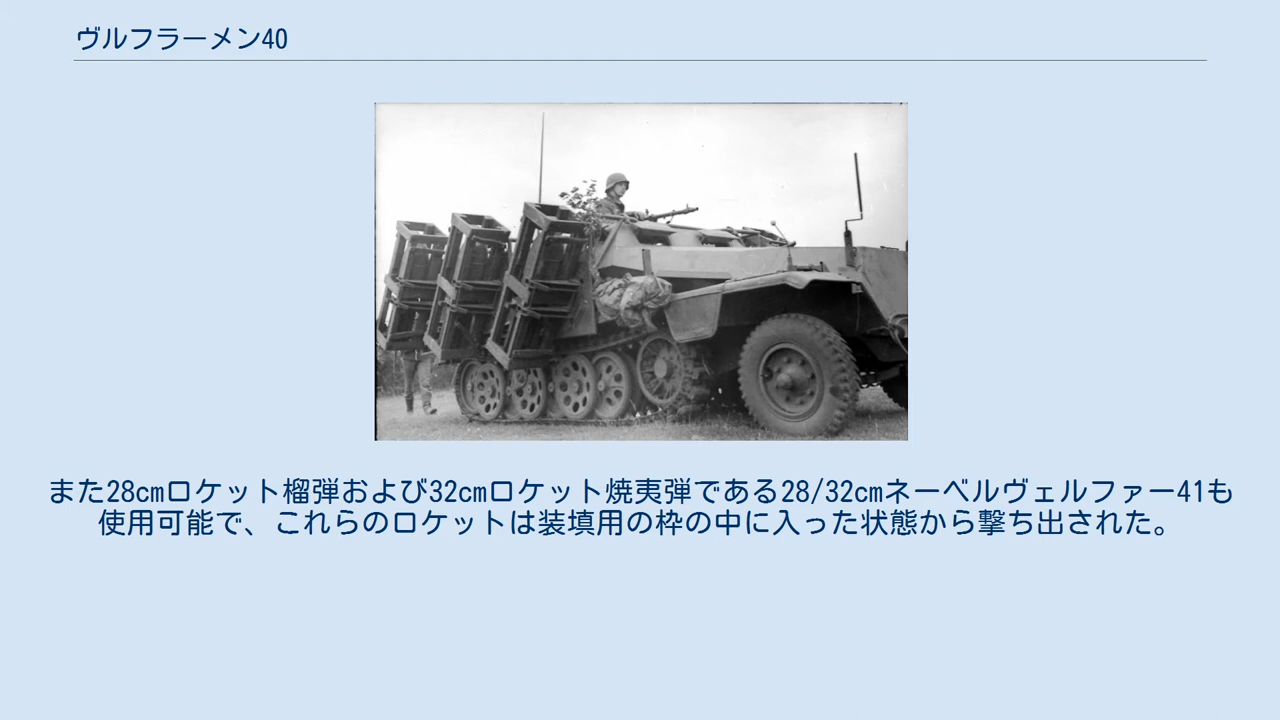 ヴルフラーメン40
また28cmロケット榴弾および32cmロケット焼夷弾である28/32cmネーベルヴェルファー41も
使用可能で、これらのロケットは装填用の枠の中に入った状態から撃ち出された。